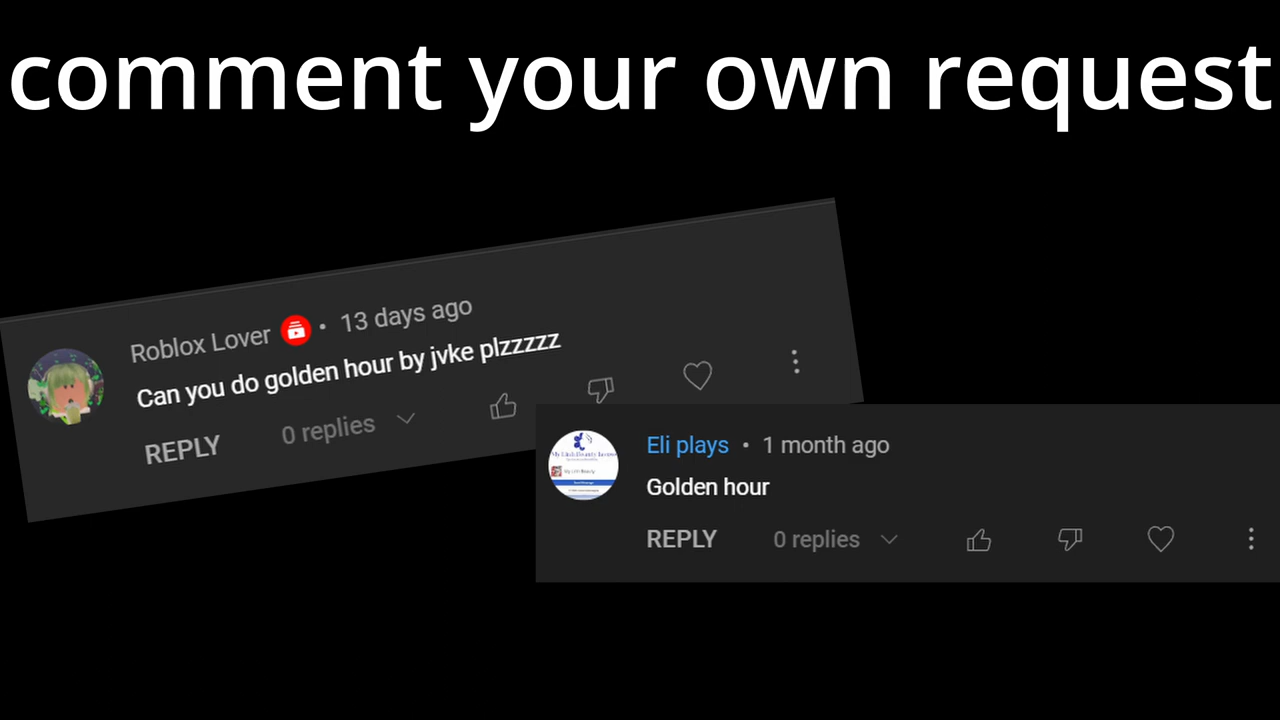 comment your own request
Roblox Lover • 13 days ago
Can you do golden hour by jvke plzzzzz
REPLY 0 replies
Eli plays • 1 month ago
Golden hour
REPLY 0 replies